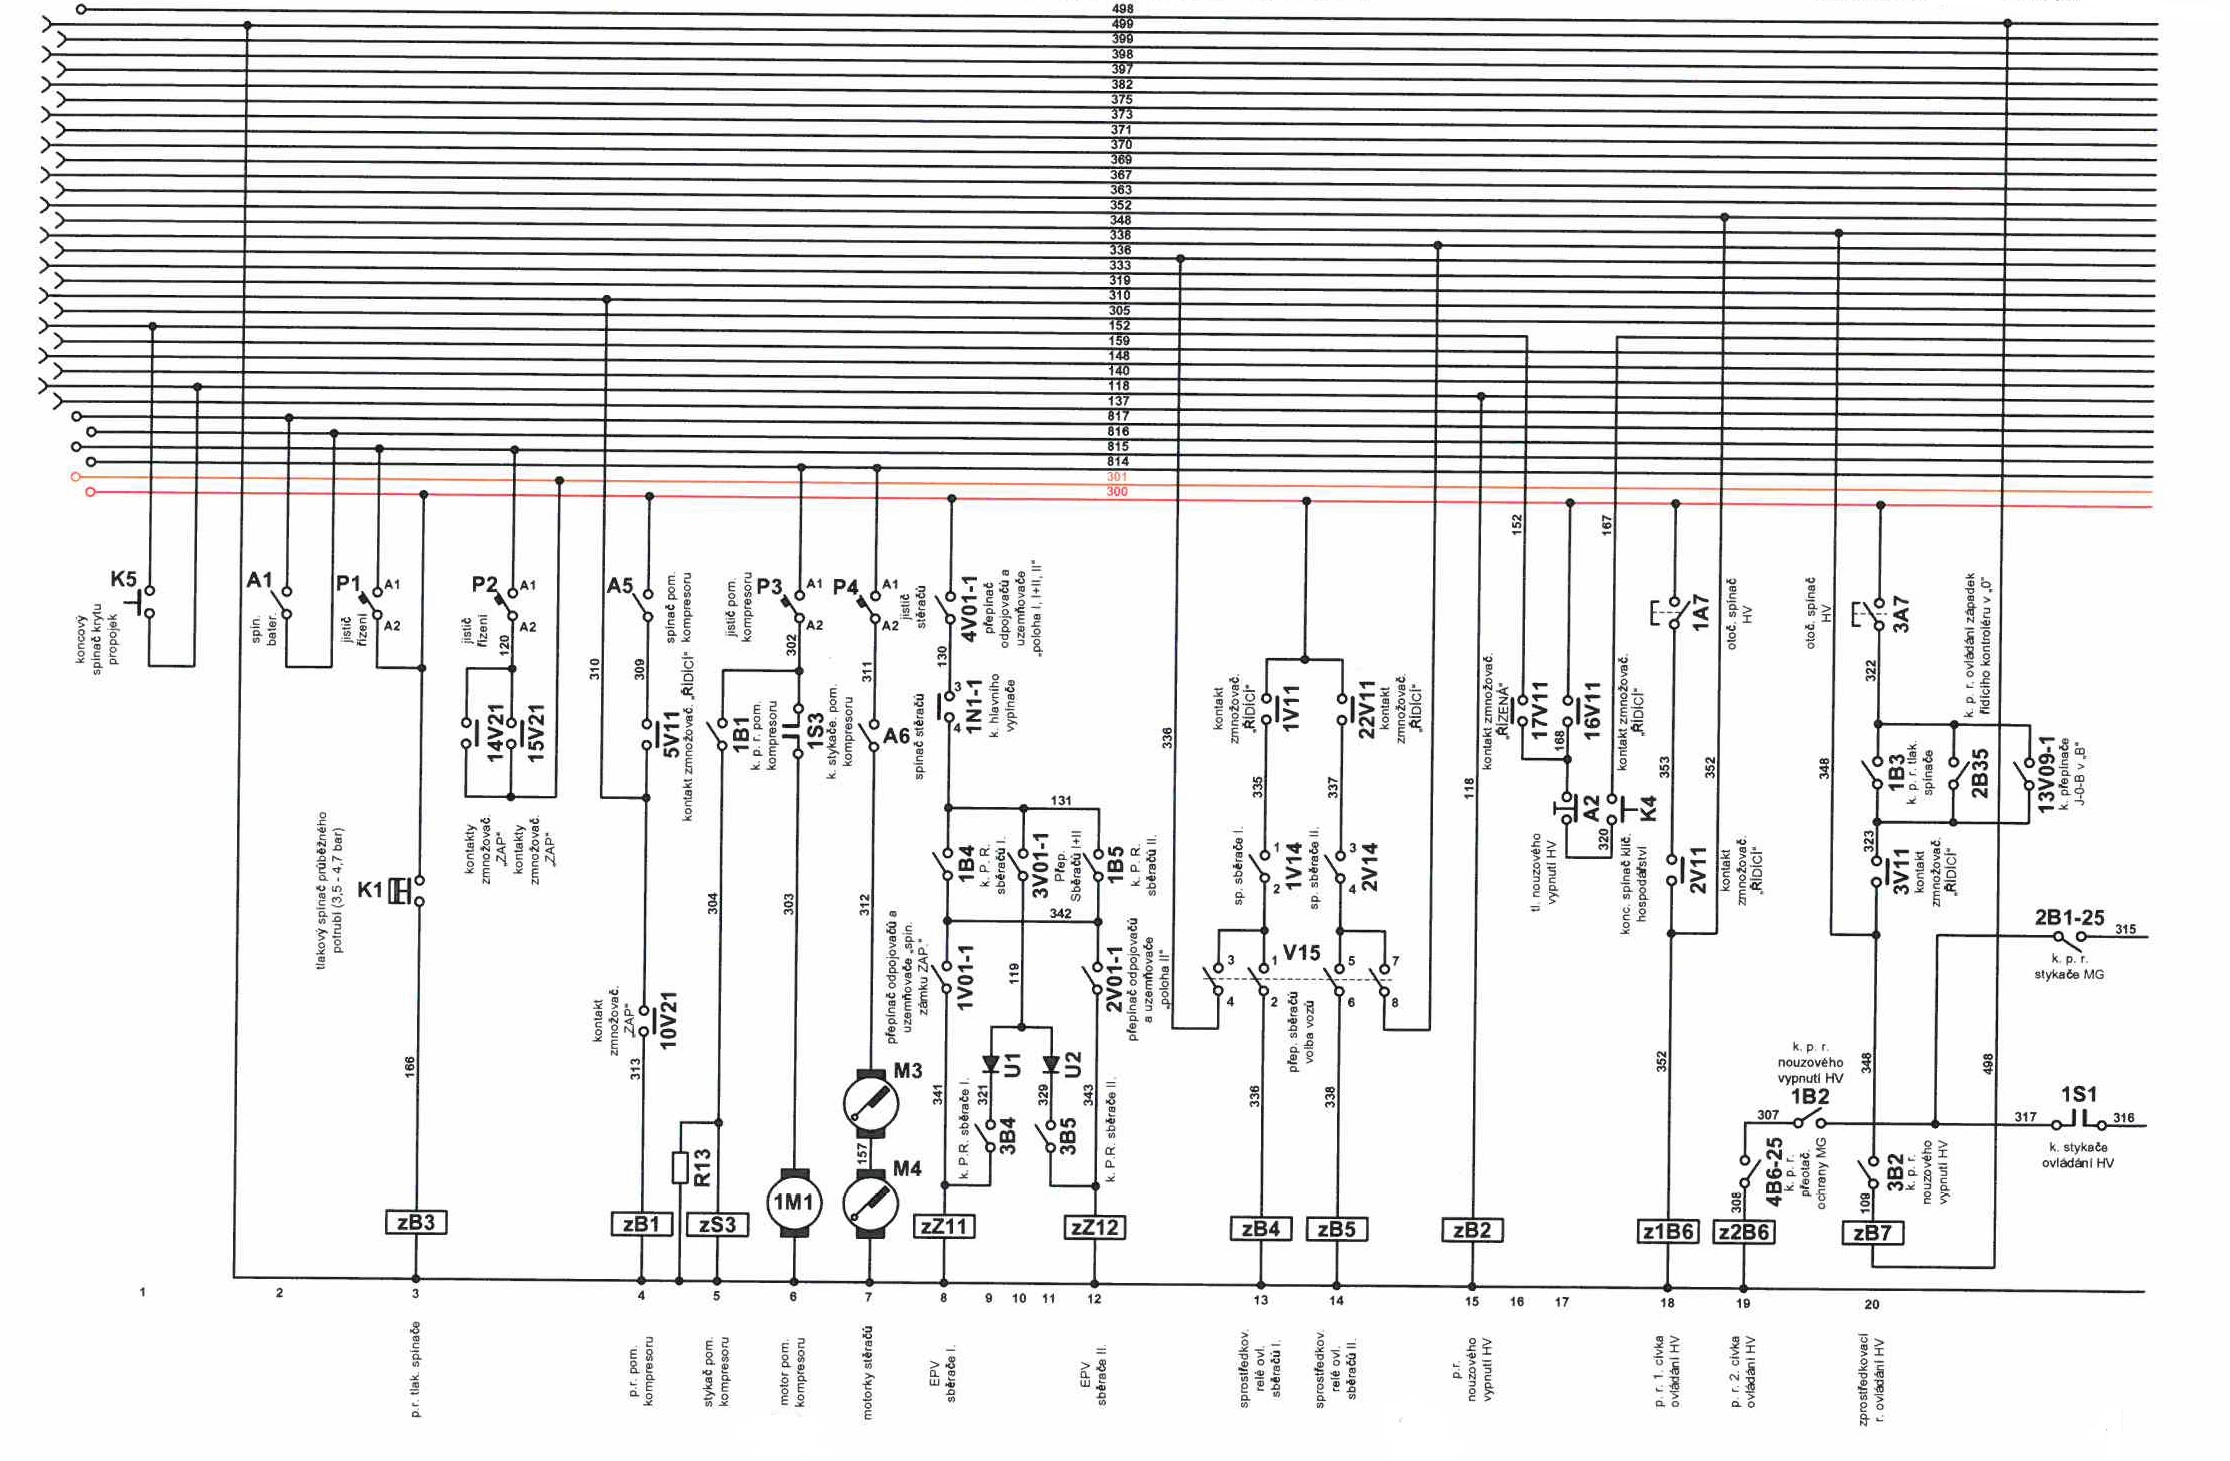 498
499
399
398
397
382
375
373
371
370
369
367
363
352
348
338
336
333
319
310
305
152
159
148
140
118
137
817
816
815
814
301
300
K5
koncový
spínač krytu
propojek
A1
spín.
bater.
P1
A1
A2
jistič
řízení
K1
tlakový spínač průběžného
potrubí (3,5 - 4,7 bar)
166
zB3
P2
A1
A2
jistič
řízení
120
14V21
15V21
kontakty
zmnožovač.
„ZAP“
kontakty
zmnožovač.
„ZAP“
310
A5
spínač pom.
kompresoru
309
5V11
kontakt zmnožovač. „ŘÍDÍCÍ“
kontakt
zmnožovač.
„ZAP“
10V21
313
zB1
R13
P3
A1
A2
jistič pom.
kompresoru
302
1B1
k. p. r. pom.
kompresoru
304
zS3
1S3
k. stykače. pom.
kompresoru
303
1M1
P4
A1
A2
jistič
stěračů
311
A6
spínač stěračů
312
M3
157
M4
4V01-1
přepínač
odpojovačů a
uzemňovače
„poloha I, I+II, II“
130
3
4
1N1-1
k. hlavního
vypínače
131
1B4
k. P. R.
sběrače I.
3V01-1
Přep.
Sběračů I+II
1B5
k. P. R.
sběrače II.
342
přepínač odpojovačů a
uzemňovače „spín.
zámku ZAP.“
1V01-1
119
2V01-1
přepínač odpojovačů
a uzemňovače
„poloha II“
U1
U2
341
321
329
343
k. P.R. sběrače I.
3B4
3B5
k. P.R. sběrače II.
zZ11
zZ12
336
kontakt
zmnožovač.
„ŘÍDÍCÍ“
1V11
22V11
kontakt
zmnožovač.
„ŘÍDÍCÍ“
335
337
sp. sběrače I.
1
2
1V14
sp. sběrače II.
3
4
2V14
3
4
1
2
V15
5
6
7
8
přep. sběračů
volba vozů
336
338
zB4
zB5
118
zB2
152
kontakt zmnožovač.
„ŘÍZENÁ“
17V11
16V11
168
167
kontakt zmnožovač.
„ŘÍDÍCÍ“
A2
K4
320
tl. nouzového
vypnutí HV
konc. spínač klíč.
hospodářství
1A7
otoč. spínač
HV
353
352
2V11
kontakt
zmnožovač.
„ŘÍDÍCÍ“
352
z1B6
348
otoč. spínač
HV
3A7
322
k. p. r. ovládání západek
řídícího kontroléru v „0“
1B3
k. p. r. tlak.
spínače
2B35
13V09-1
k. přepínače
J-0-B v „B“
323
3V11
kontakt
zmnožovač.
„ŘÍDÍCÍ“
2B1-25
315
k. p. r.
stykače MG
k. p. r.
nouzového
vypnutí HV
1B2
307
348
498
317
1S1
316
k. stykače
ovládání HV
4B6-25
k. p. r.
přeotáč.
ochrany MG
308
z2B6
3B2
k. p. r.
nouzového
vypnutí HV
109
zB7
1
2
3
4
5
6
7
8
9
10
11
12
13
14
15
16
17
18
19
20
p.r. tlak. spínače
p.r. pom.
kompresoru
stykač pom.
kompresoru
motor pom.
kompresoru
motorky stěračů
EPV
sběrače I.
EPV
sběrače II.
sprostředkov.
relé ovl.
sběračů I.
sprostředkov.
relé ovl.
sběračů II.
p.r.
nouzového
vypnutí HV
p. r. 1. cívka
ovládání HV
p. r. 2. cívka
ovládání HV
zprostředkovací
r. ovládání HV